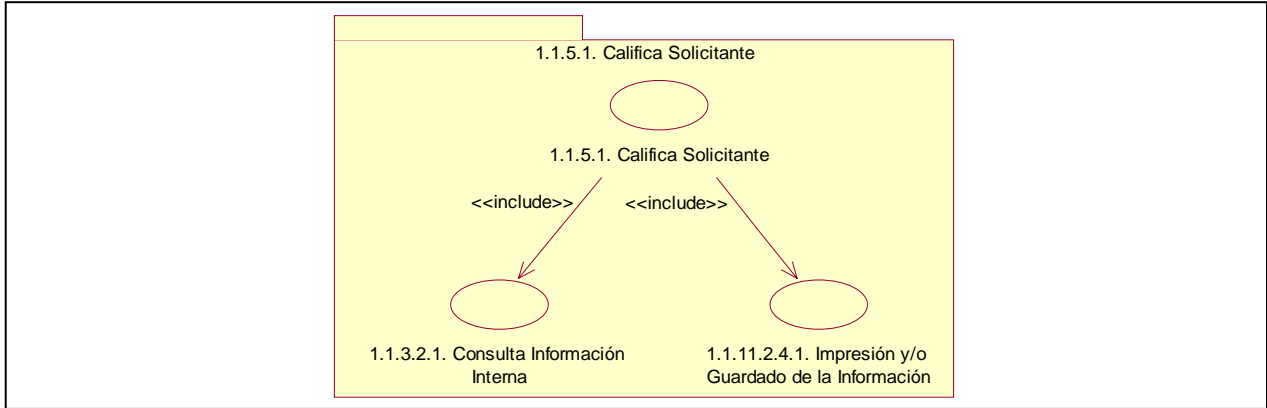 1.1.5.1. Califica Solicitante
1.1.5.1. Califica Solicitante
<<include>>
<<include>>
1.1.3.2.1. Consulta Información
Interna
1.1.11.2.4.1. Impresión y/o
Guardado de la Información